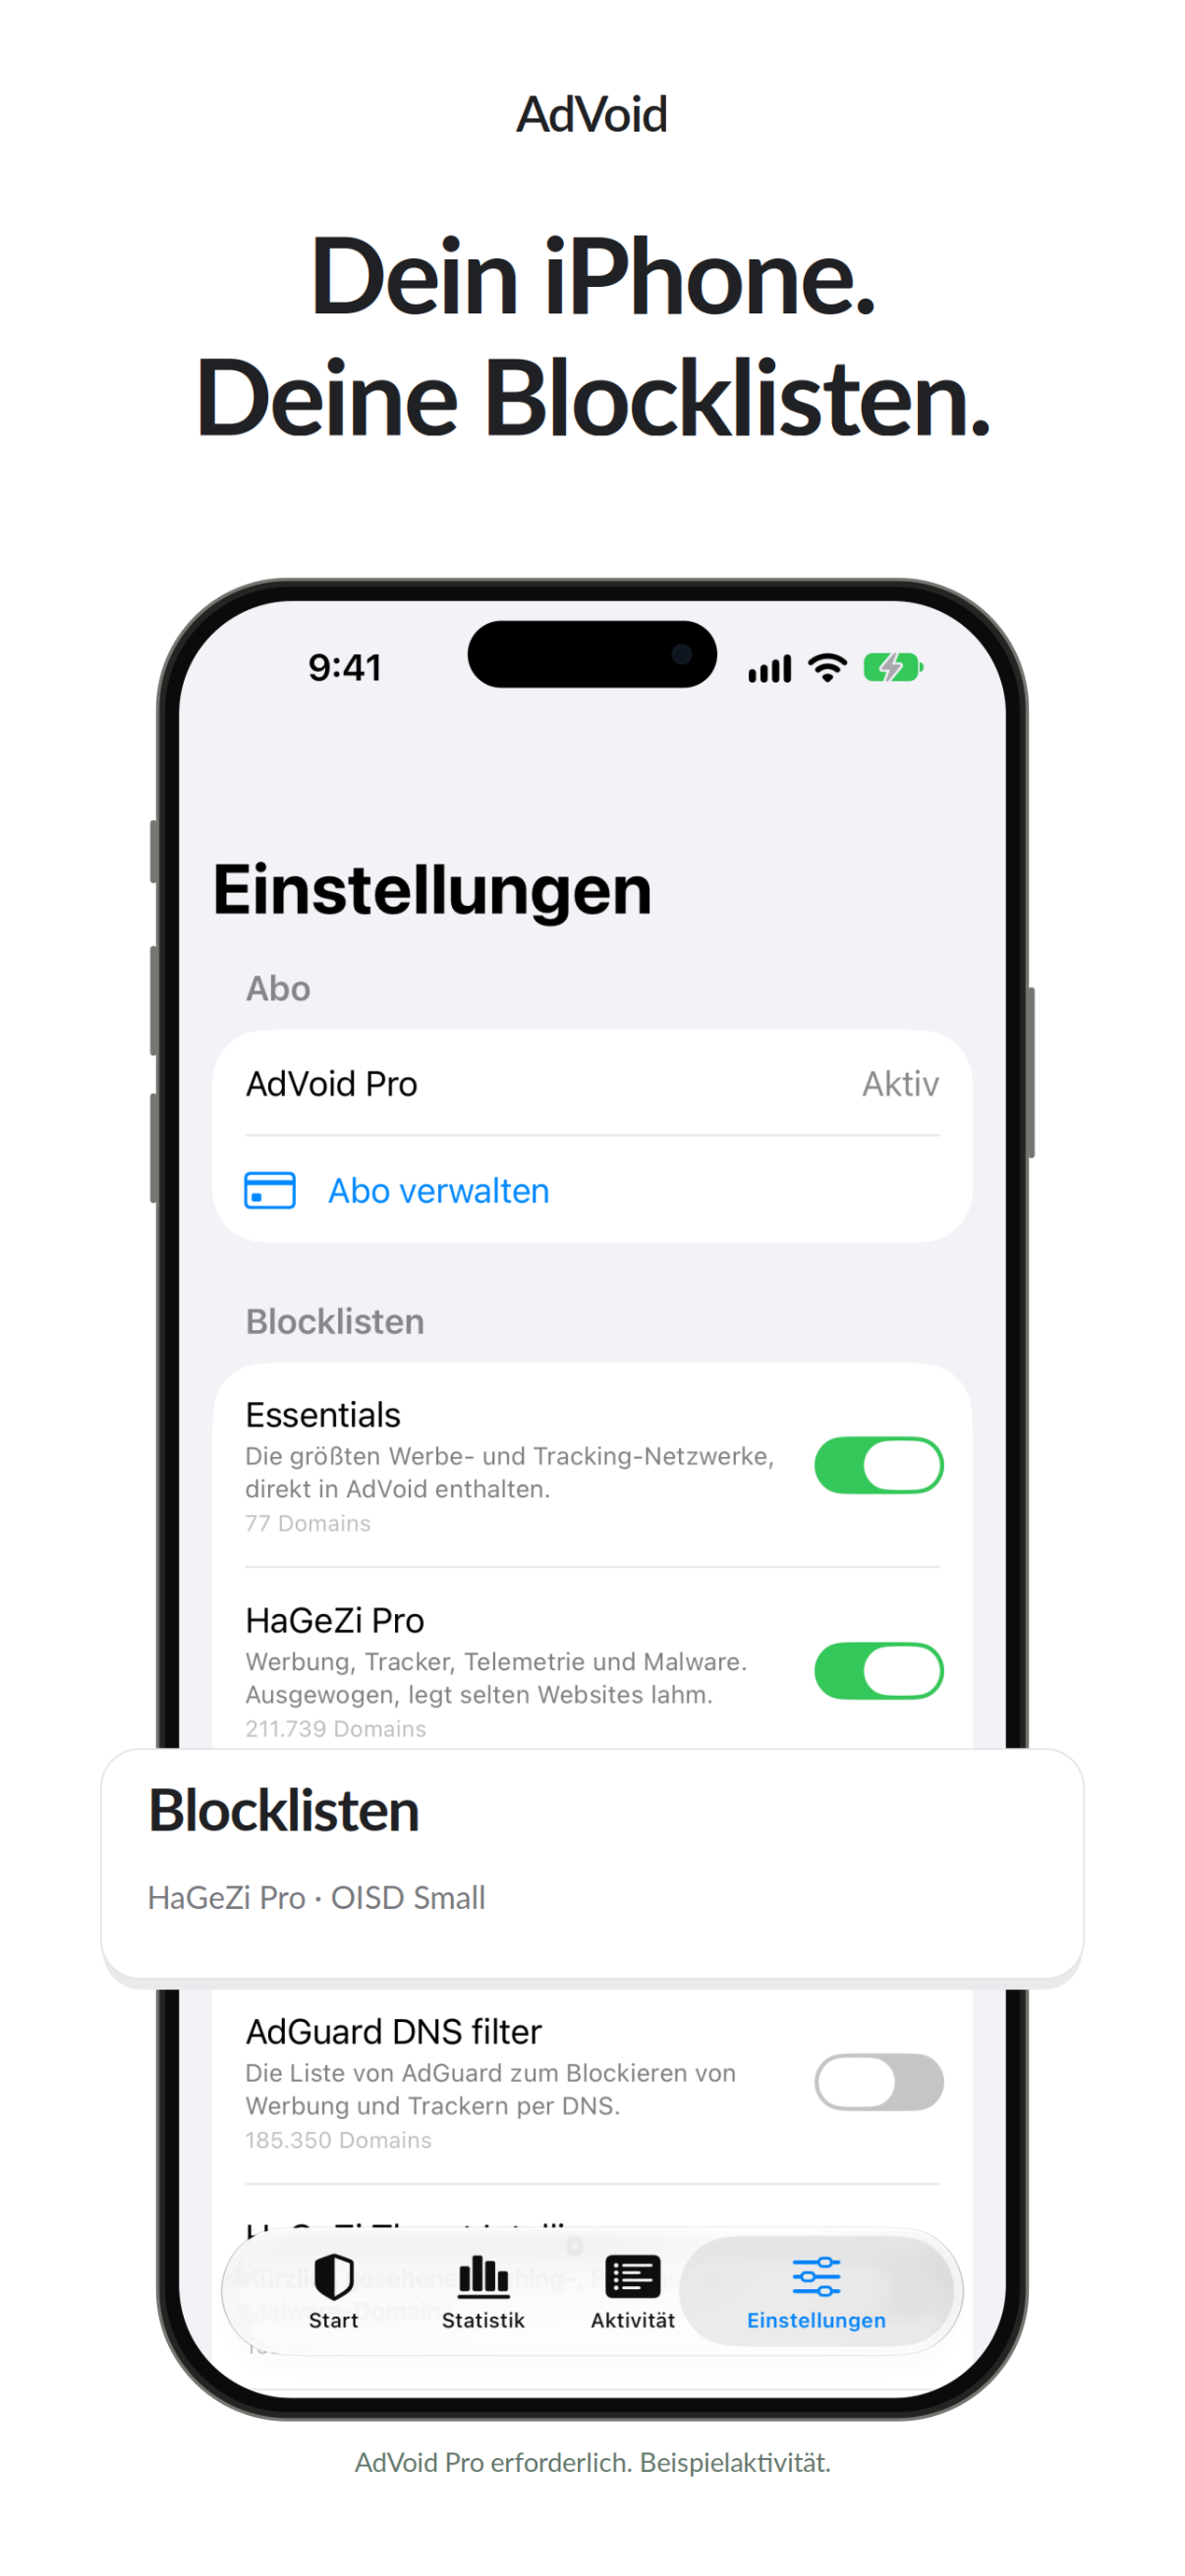 AdVoid
Dein iPhone.
Deine Blocklisten.
9:41
Einstellungen
Abo
AdVoid Pro
Aktiv
Abo verwalten
Blocklisten
Essentials
Die größten Werbe- und Tracking-Netzwerke,
direkt in AdVoid enthalten.
77 Domains
HaGeZi Pro
Werbung, Tracker, Telemetrie und Malware.
Ausgewogen, legt selten Websites lahm.
211.739 Domains
Blocklisten
HaGeZi Pro · OISD Small
AdGuard DNS filter
Die Liste von AdGuard zum Blockieren von
Werbung und Trackern per DNS.
185.350 Domains
Start
Statistik
Aktivität
Einstellungen
AdVoid Pro erforderlich. Beispielaktivität.